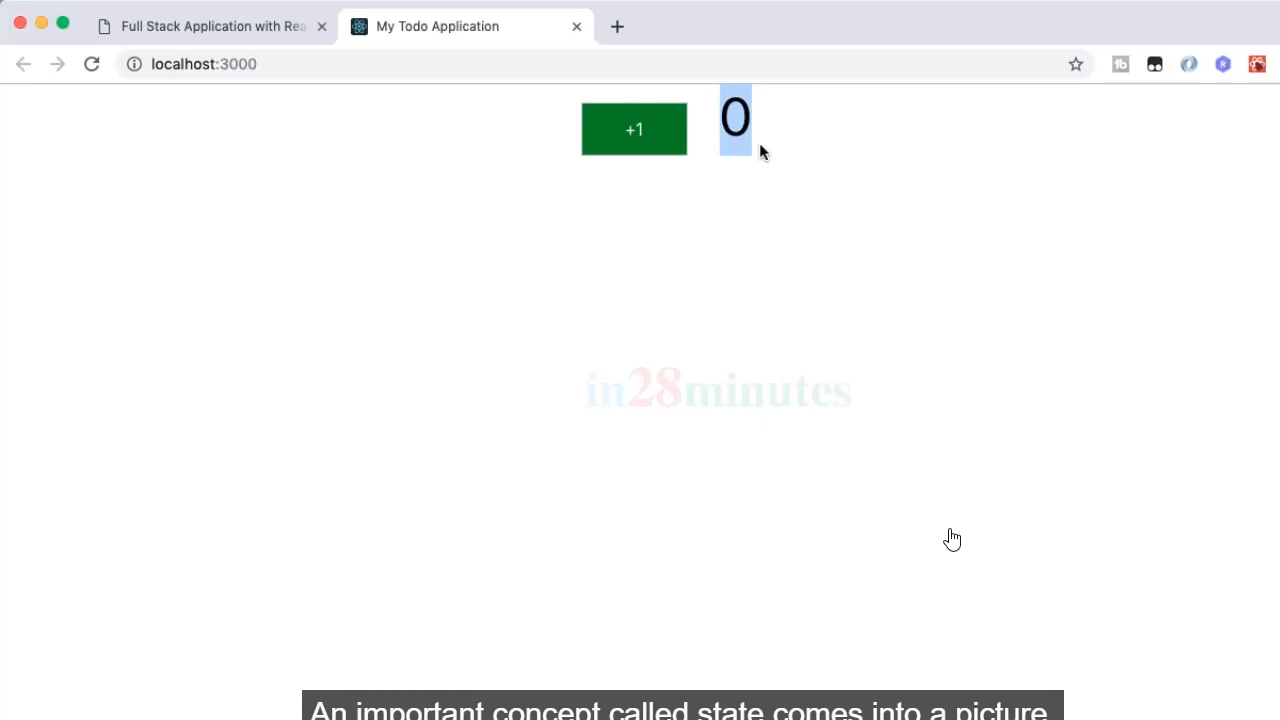 Full Stack Application with Rea
My Todo Application
localhost:3000
+1
0
in28minutes
An important concept called state comes into a picture